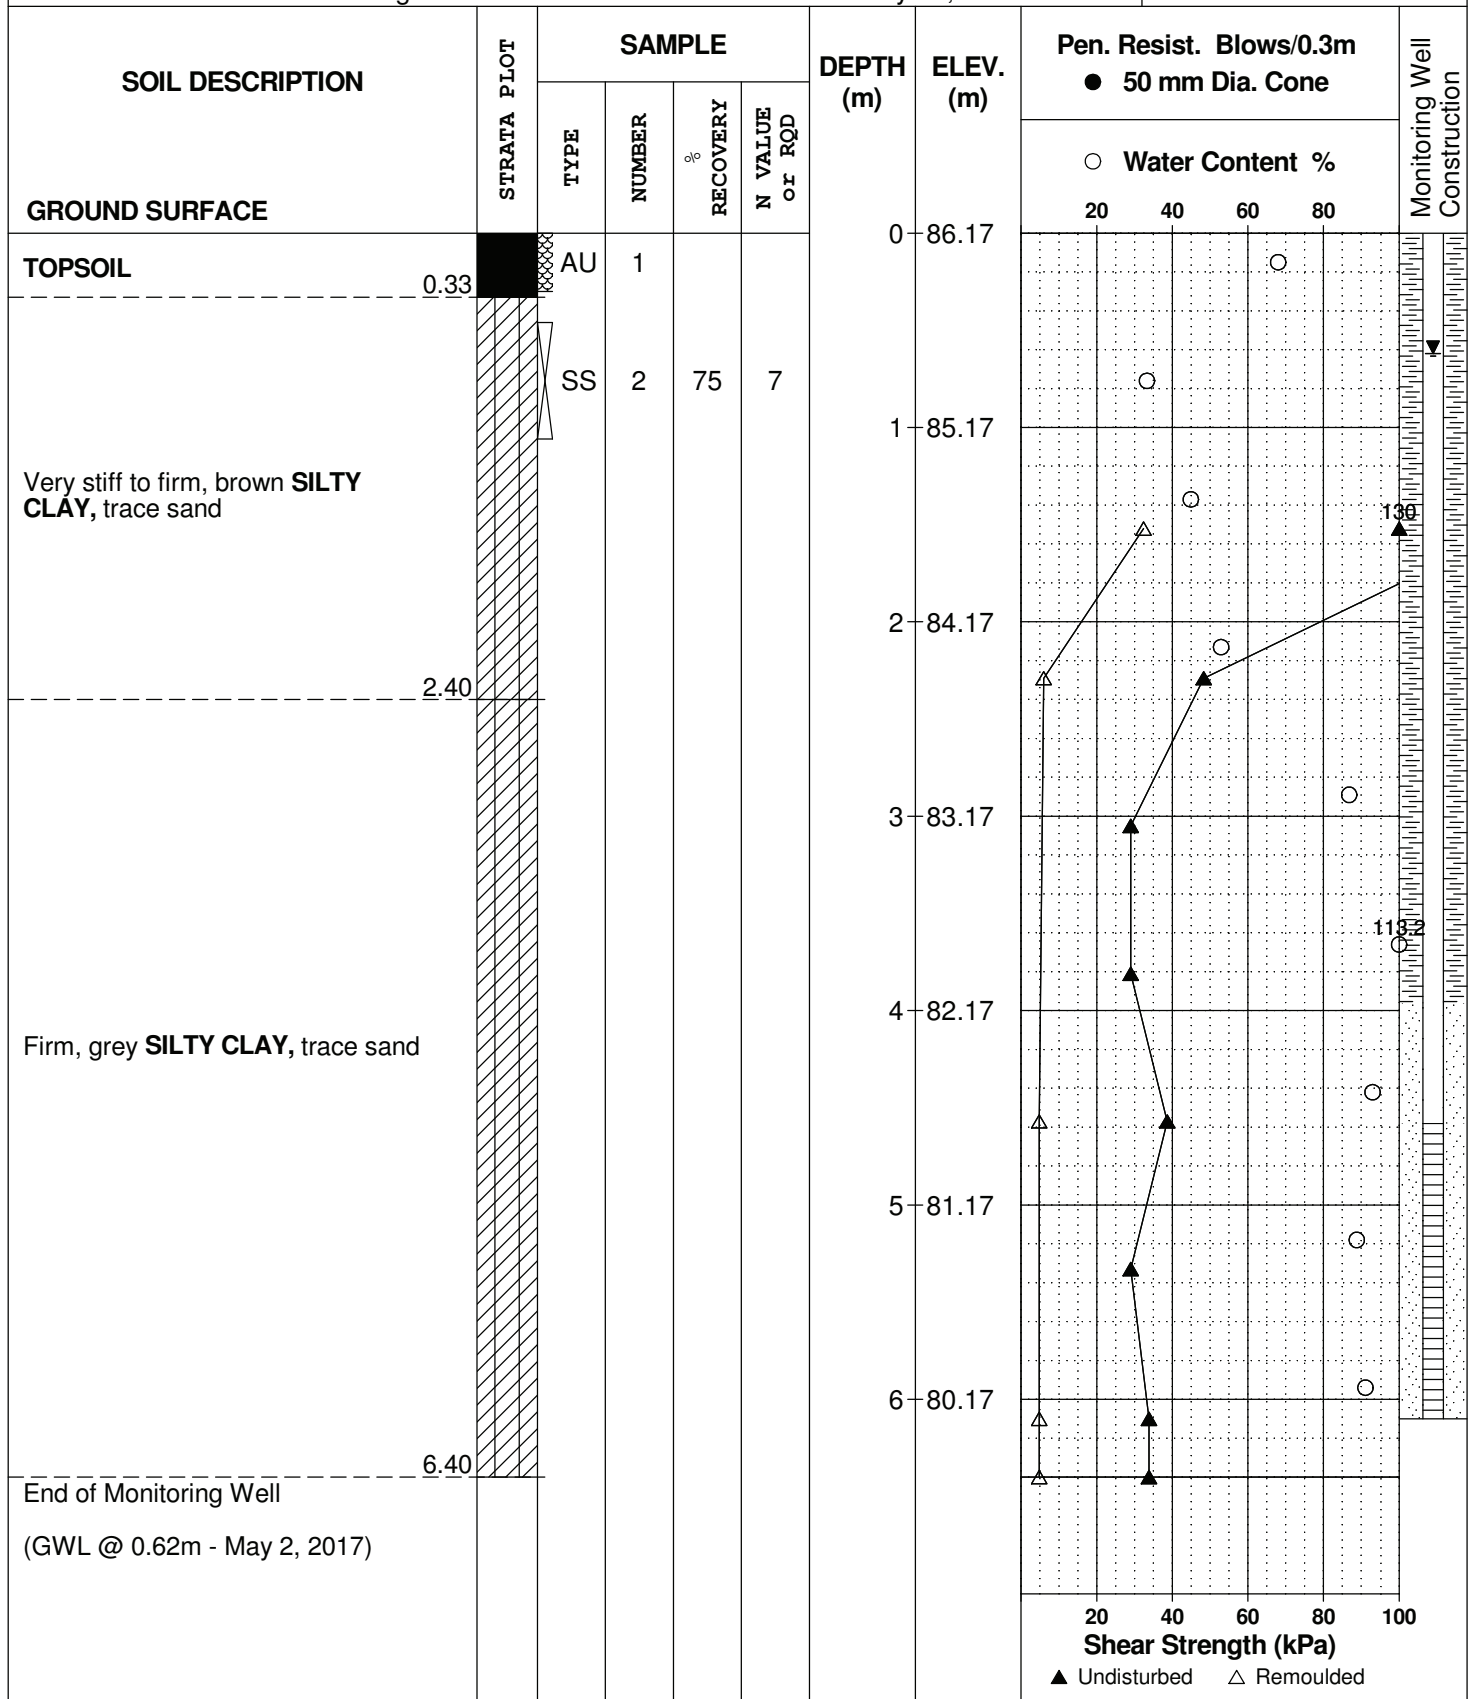 SOIL DESCRIPTION
GROUND SURFACE
STRATA PLOT
SAMPLE
TYPE
NUMBER
% RECOVERY
N VALUE or RQD
DEPTH (m)
ELEV. (m)
Pen. Resist. Blows/0.3m
● 50 mm Dia. Cone
○ Water Content %
20 40 60 80
Monitoring Well Construction
0 86.17
TOPSOIL
AU 1
0.33
SS 2 75 7
1 85.17
Very stiff to firm, brown SILTY
CLAY, trace sand
130
2 84.17
2.40
3 83.17
113.2
4 82.17
Firm, grey SILTY CLAY, trace sand
5 81.17
6 80.17
6.40
End of Monitoring Well
(GWL @ 0.62m - May 2, 2017)
20 40 60 80 100
Shear Strength (kPa)
▲ Undisturbed △ Remoulded